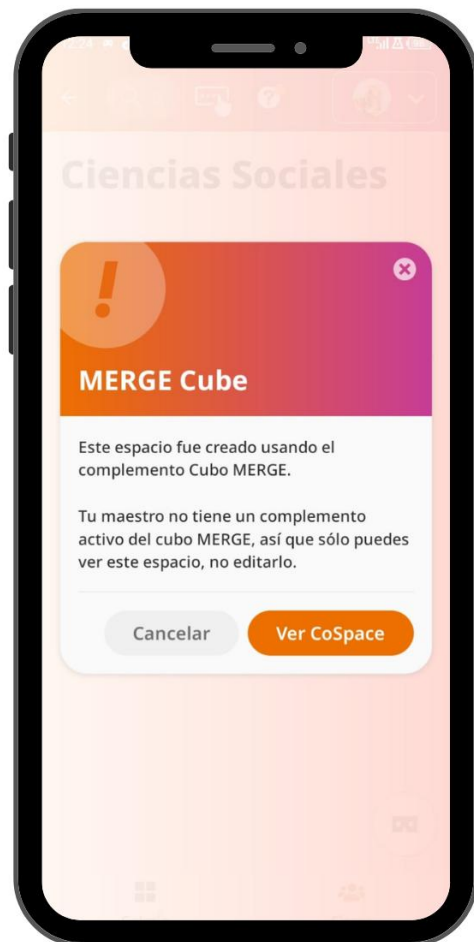 Ciencias Sociales
!
MERGE Cube
Este espacio fue creado usando el
complemento Cubo MERGE.
Tu maestro no tiene un complemento
activo del cubo MERGE, así que sólo puedes
ver este espacio, no editarlo.
Cancelar
Ver CoSpace